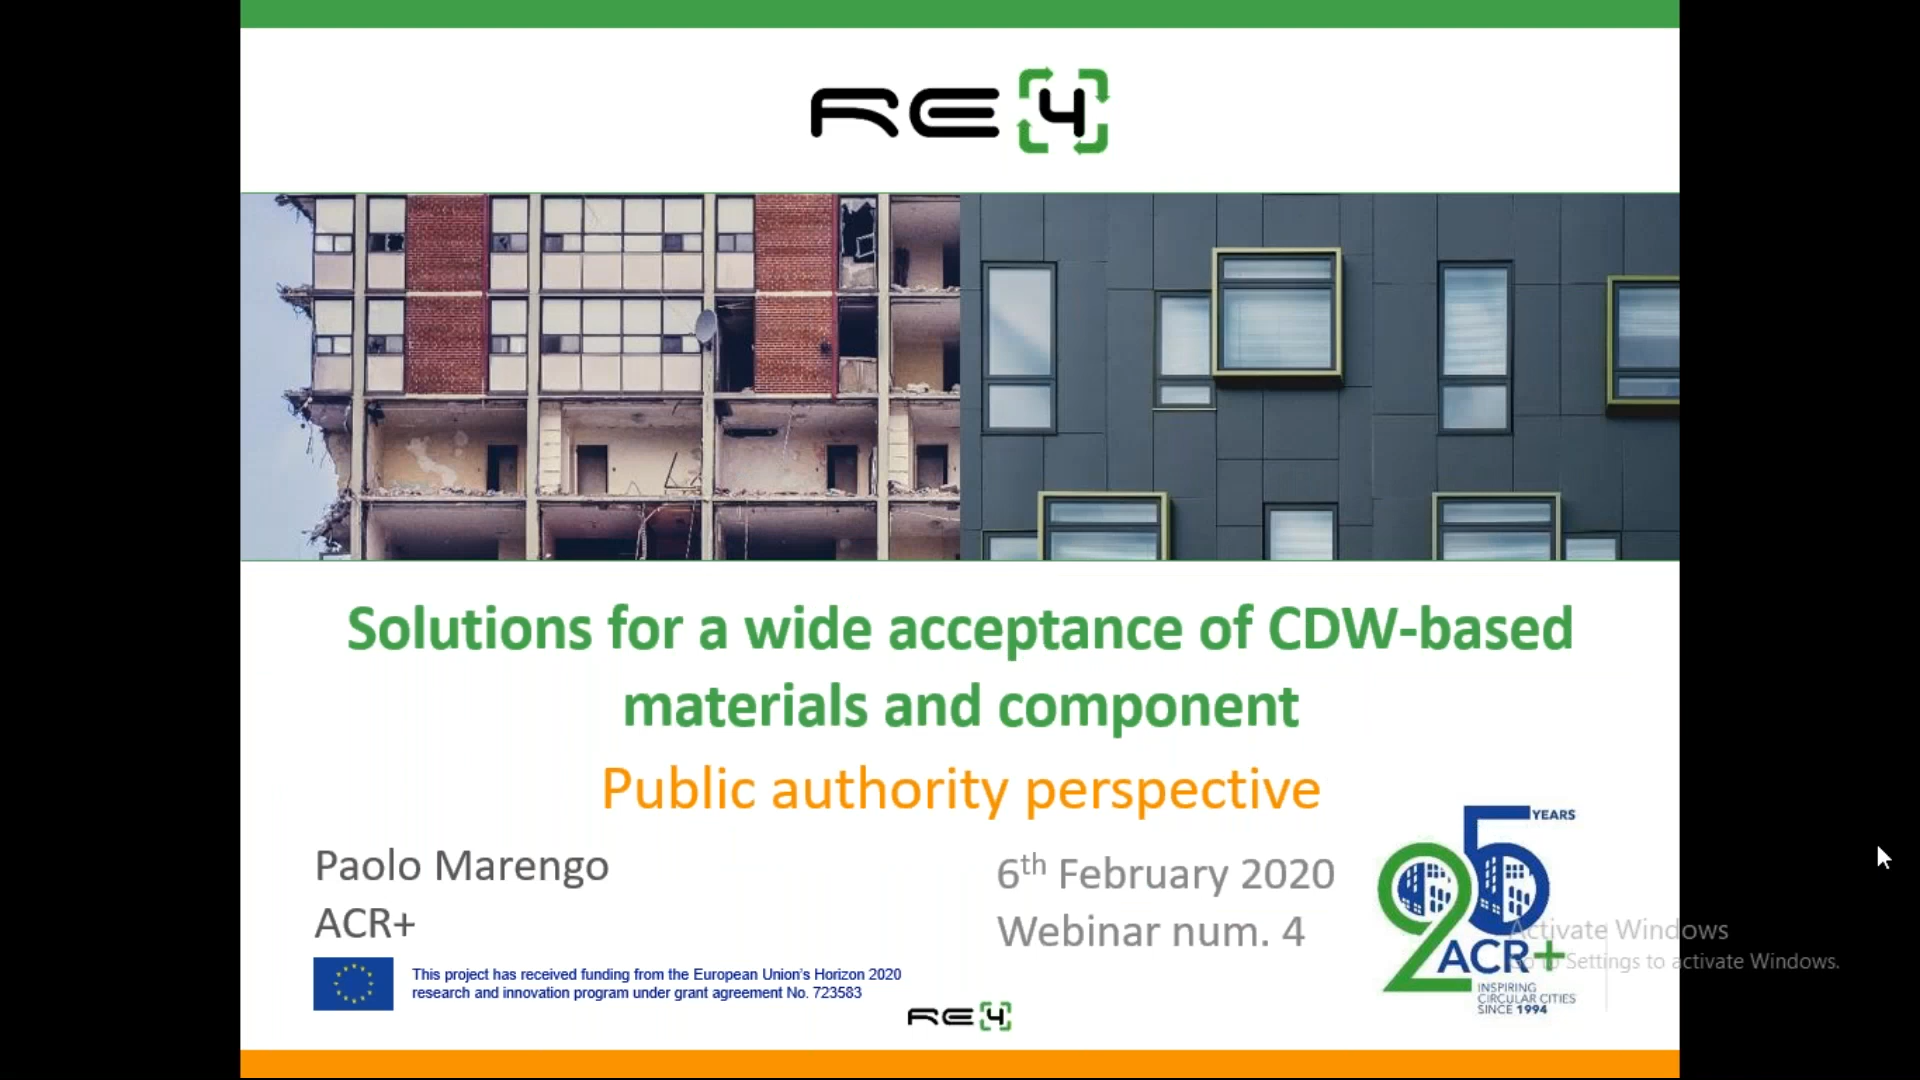 RE4
Solutions for a wide acceptance of CDW-based
materials and component
Public authority perspective
Paolo Marengo
ACR+
6th February 2020
Webinar num. 4
This project has received funding from the European Union's Horizon 2020
research and innovation program under grant agreement No. 723583
RE4
25 YEARS
ACR+
INSPIRING
CIRCULAR CITIES
SINCE 1994
Activate Windows
Go to Settings to activate Windows.